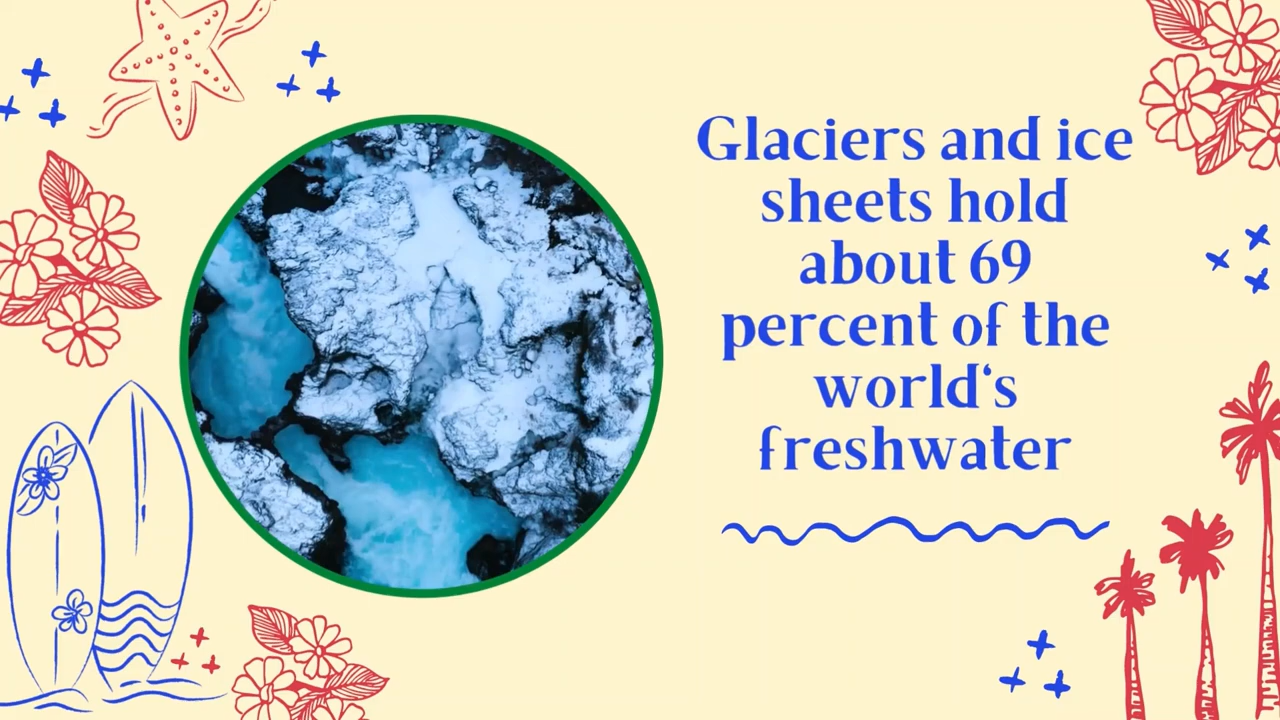 Glaciers and ice
sheets hold
about 69
percent of the
world‘s
freshwater